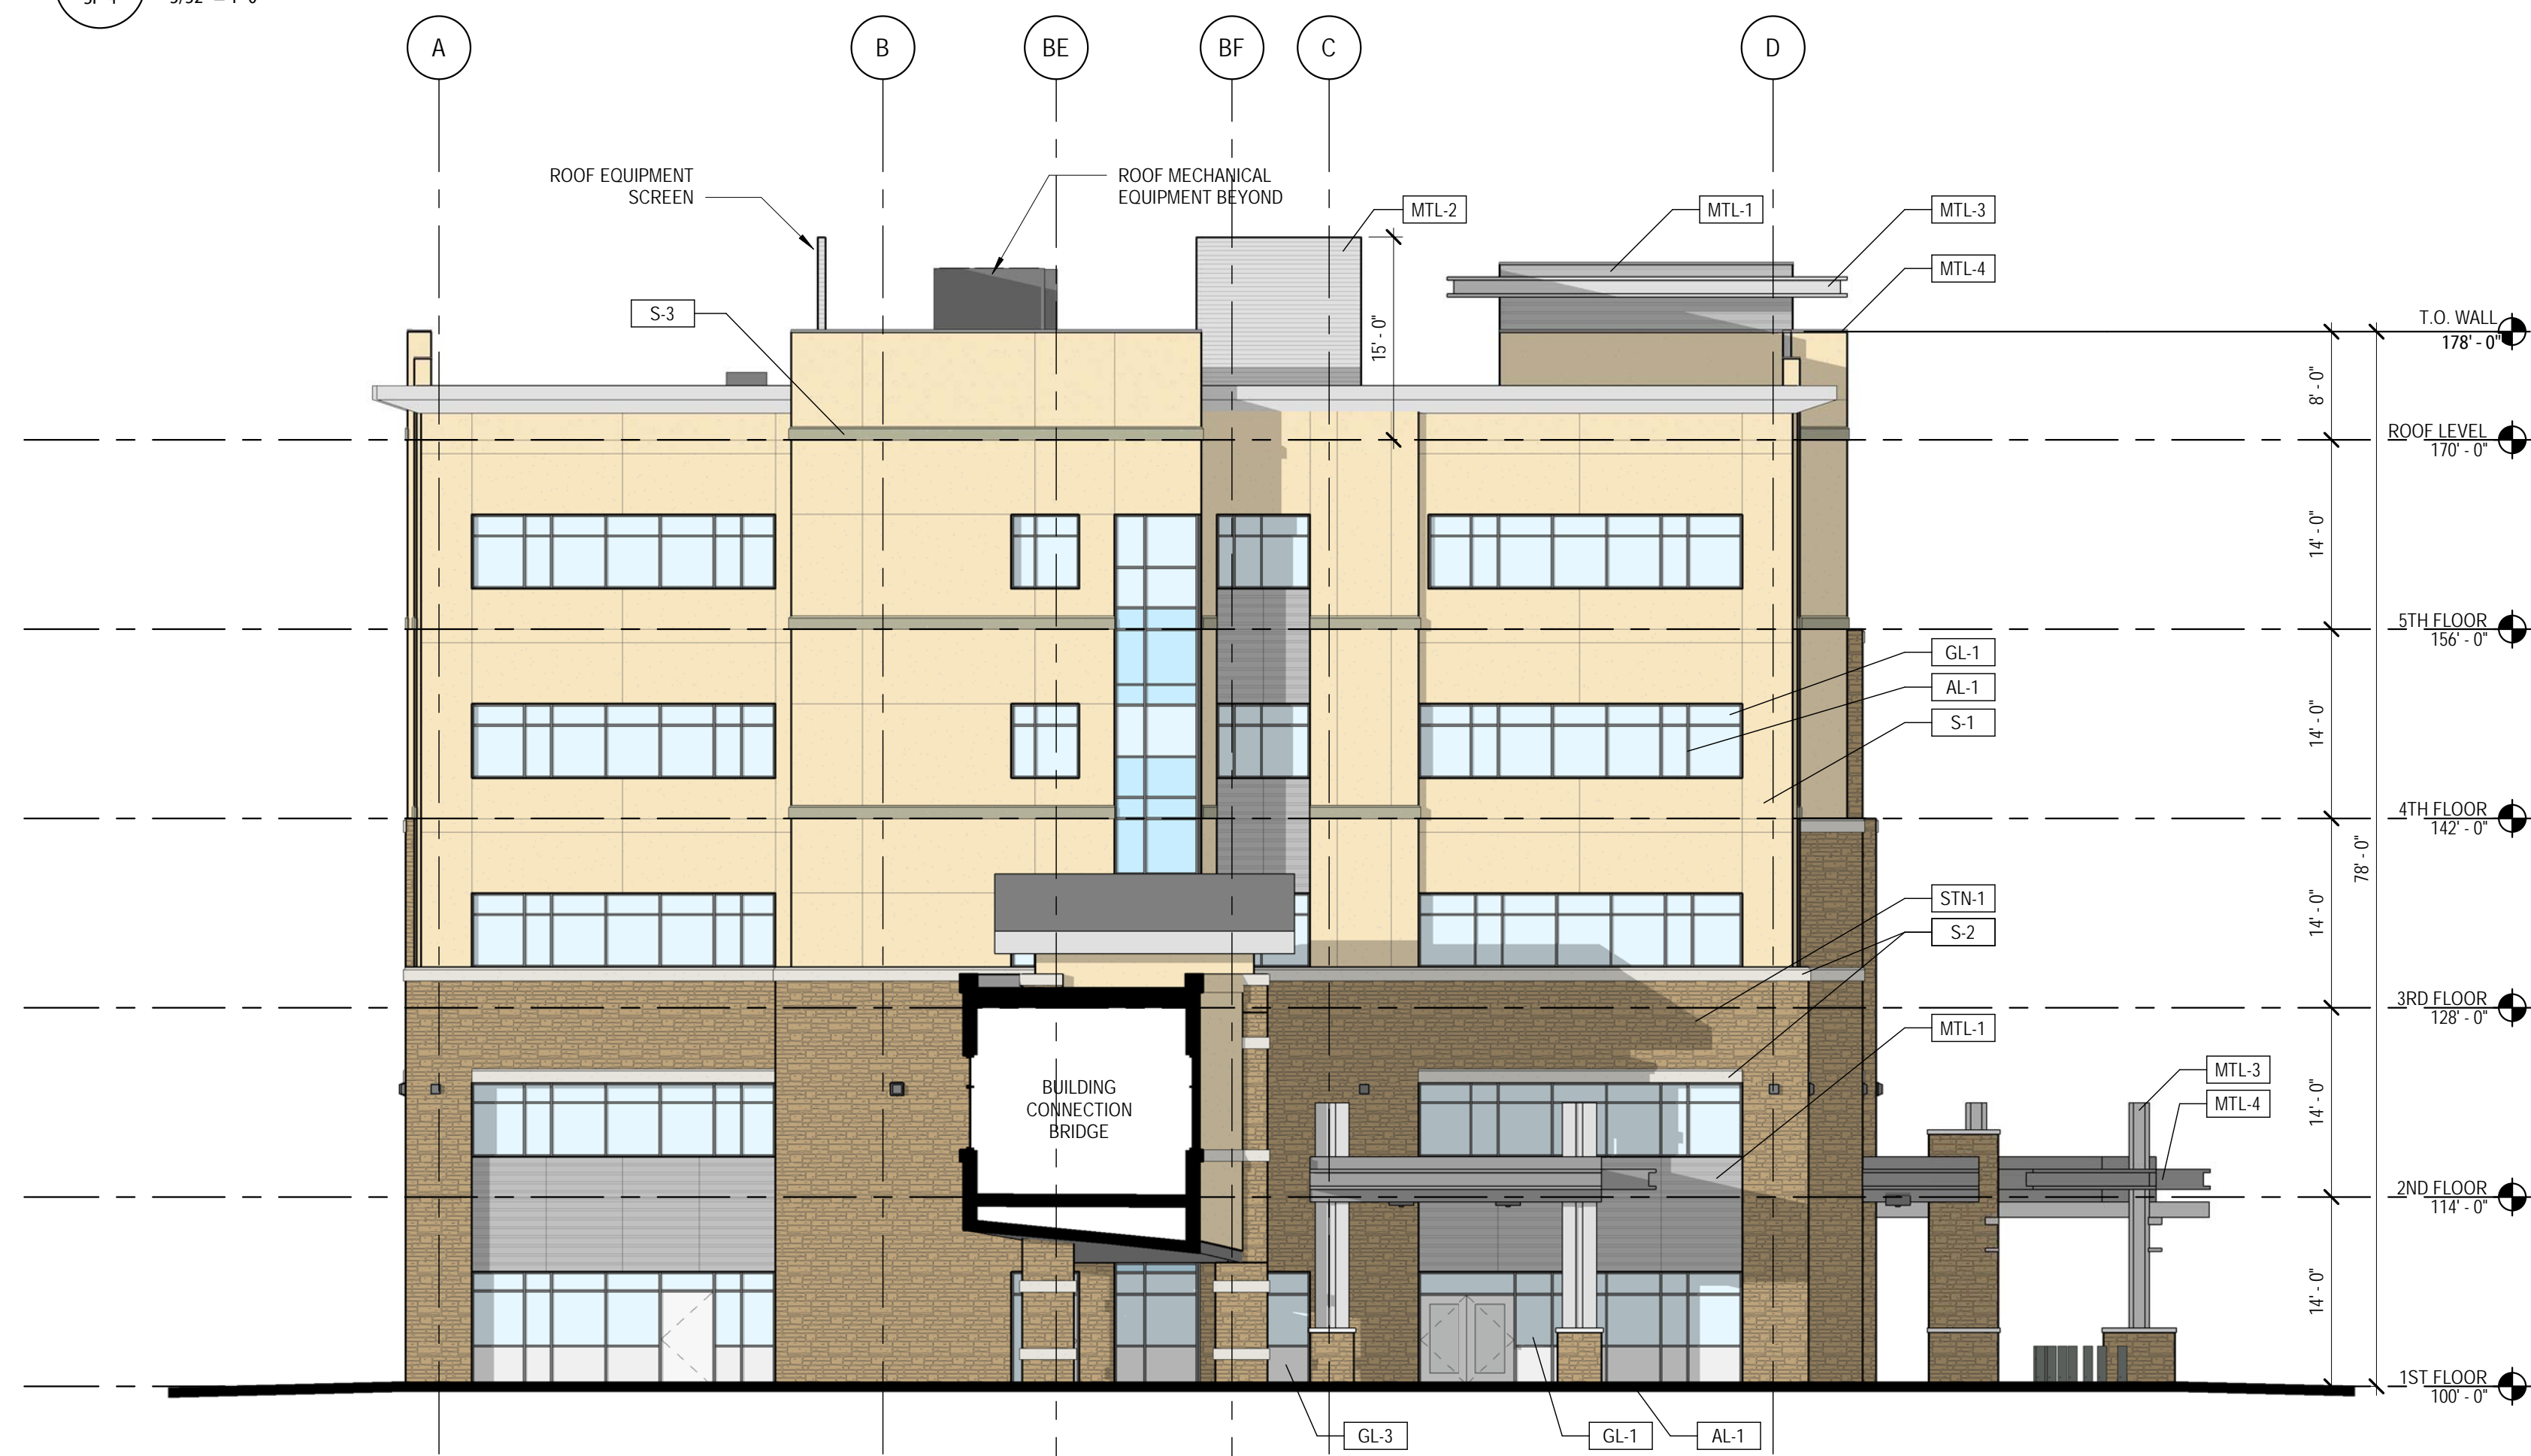 A
B
BE
BF
C
D
ROOF EQUIPMENT
SCREEN
ROOF MECHANICAL
EQUIPMENT BEYOND
MTL-2
MTL-1
MTL-3
MTL-4
S-3
15' - 0"
T.O. WALL
178' - 0"
8' - 0"
ROOF LEVEL
170' - 0"
14' - 0"
5TH FLOOR
156' - 0"
GL-1
AL-1
S-1
14' - 0"
4TH FLOOR
142' - 0"
78' - 0"
STN-1
S-2
14' - 0"
3RD FLOOR
128' - 0"
MTL-1
BUILDING
CONNECTION
BRIDGE
MTL-3
MTL-4
14' - 0"
2ND FLOOR
114' - 0"
14' - 0"
1ST FLOOR
100' - 0"
GL-3
GL-1
AL-1